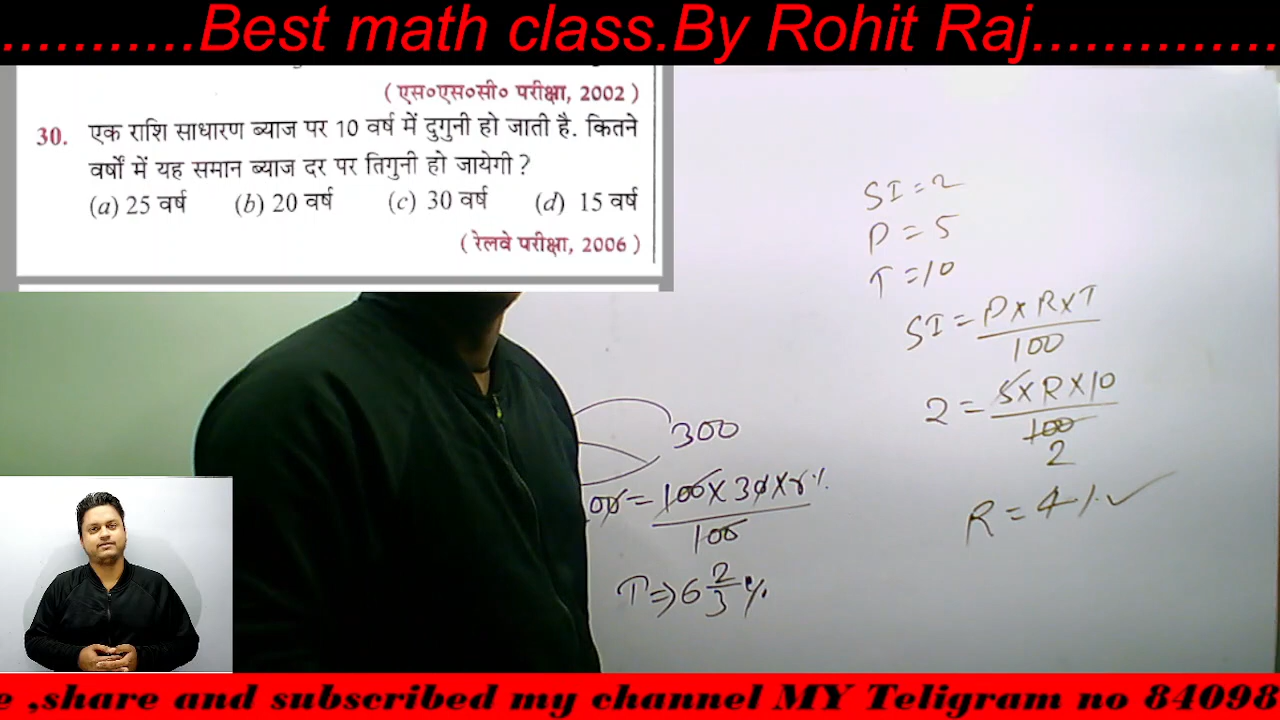 ...........Best math class.By Rohit Raj..............
( एस०एस०सी० परीक्षा, 2002 )
30. एक राशि साधारण ब्याज पर 10 वर्ष में दुगुनी हो जाती है. कितने
वर्षों में यह समान ब्याज दर पर तिगुनी हो जायेगी ?
(a) 25 वर्ष (b) 20 वर्ष (c) 30 वर्ष (d) 15 वर्ष
( रेलवे परीक्षा, 2006 )
SI = 2
P = 5
T = 10
SI = P x R x T
100
2 = 5 x R x 10
100
2
R = 4 % ✓
300
00 = 100 x 30 x r %
100
T => 6 2/3 %
e ,share and subscribed my channel MY Teligram no 84098